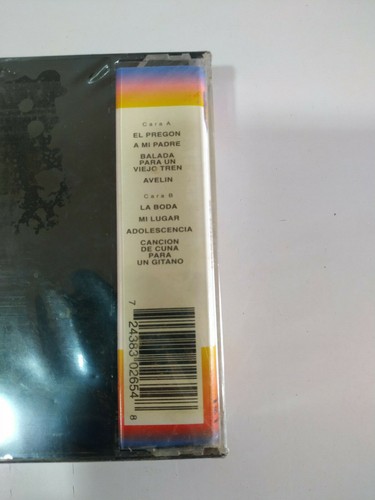 Cara A
EL PREGON
A MI PADRE
BALADA
PARA UN
VIEJO TREN
AVELIN
Cara B
LA BODA
MI LUGAR
ADOLESCENCIA
CANCION
DE CUNA
PARA
UN GITANO
7 24383 02654 8